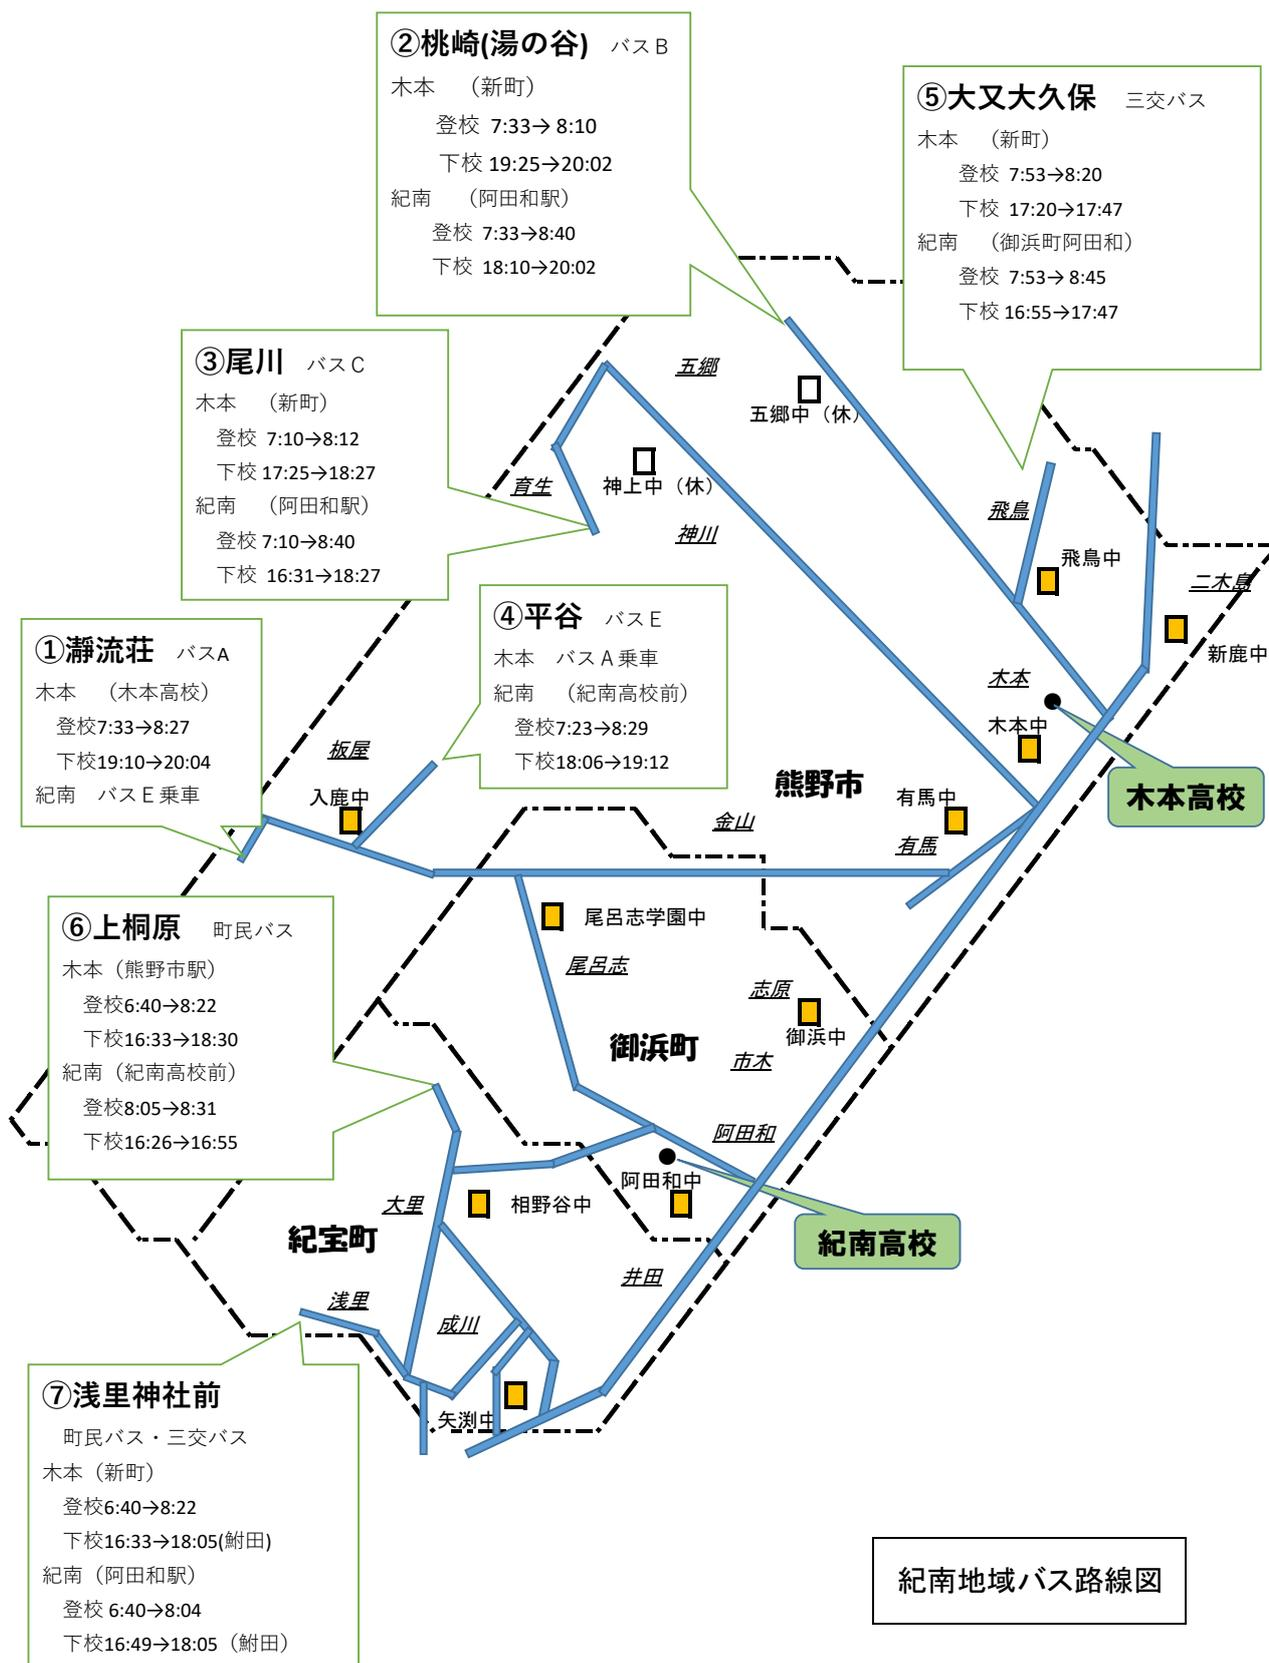 ②桃崎(湯の谷) バスB
木本 （新町）
登校 7:33→ 8:10
下校 19:25→20:02
紀南 （阿田和駅）
登校 7:33→8:40
下校 18:10→20:02
⑤大又大久保 三交バス
木本 （新町）
登校 7:53→8:20
下校 17:20→17:47
紀南 （御浜町阿田和）
登校 7:53→ 8:45
下校 16:55→17:47
③尾川 バスC
木本 （新町）
登校 7:10→8:12
下校 17:25→18:27
紀南 （阿田和駅）
登校 7:10→8:40
下校 16:31→18:27
五郷
五郷中（休）
育生
神上中（休）
神川
飛鳥
飛鳥中
二木島
新鹿中
①瀞流荘 バスA
木本 （木本高校）
登校7:33→8:27
下校19:10→20:04
紀南 バスE乗車
④平谷 バスE
木本 バスA乗車
紀南 （紀南高校前）
登校7:23→8:29
下校18:06→19:12
木本
木本中
板屋
入鹿中
熊野市
木本高校
有馬中
金山
有馬
⑥上桐原 町民バス
木本（熊野市駅）
登校6:40→8:22
下校16:33→18:30
紀南（紀南高校前）
登校8:05→8:31
下校16:26→16:55
尾呂志学園中
尾呂志
志原
御浜中
御浜町
市木
阿田和
阿田和中
大里
相野谷中
紀宝町
紀南高校
井田
浅里
成川
矢渕中
⑦浅里神社前
町民バス・三交バス
木本（新町）
登校6:40→8:22
下校16:33→18:05(鮒田)
紀南（阿田和駅）
登校 6:40→8:04
下校16:49→18:05（鮒田）
紀南地域バス路線図